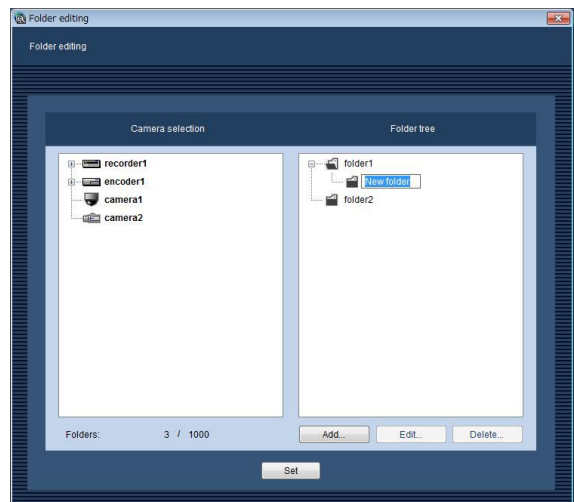 Folder editing
Folder editing
Camera selection
Folder tree
recorder1
encoder1
camera1
camera2
folder1
New folder
folder2
Folders: 3 / 1000
Add... Edit... Delete...
Set